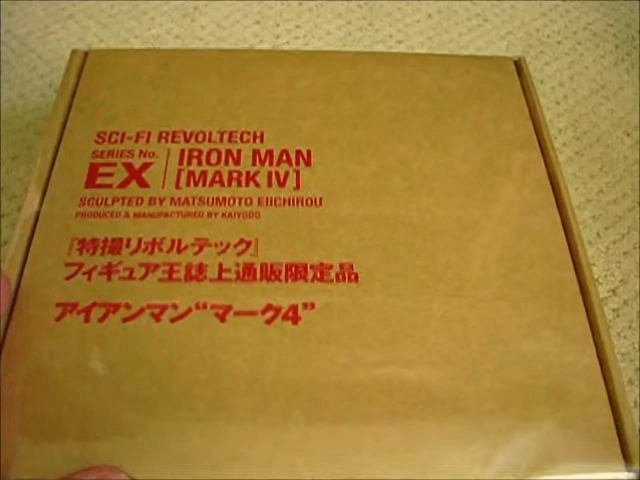 SCI-FI REVOLTECH
SERIES No.
EX
IRON MAN
[MARK IV]
SCULPTED BY MATSUMOTO EIICHIROU
PRODUCED & MANUFACTURED BY KAIYODO
『特撮リボルテック』
フィギュア王誌上通販限定品
アイアンマン“マーク4”